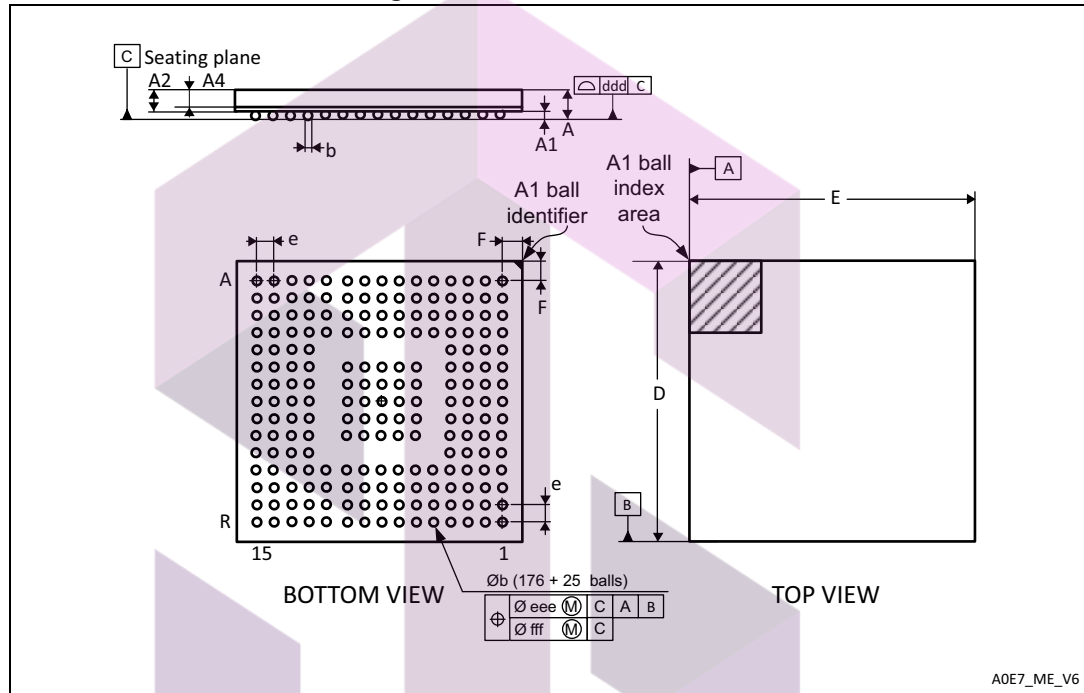 C Seating plane
A2 A4
ddd C
A
A1
b
A1 ball
identifier
A1 ball
index
area
A
E
e
F
A
F
D
e
B
R
15 1
Øb (176 + 25 balls)
BOTTOM VIEW
TOP VIEW
Ø eee Ⓜ C A B
Ø fff Ⓜ C
A0E7_ME_V6